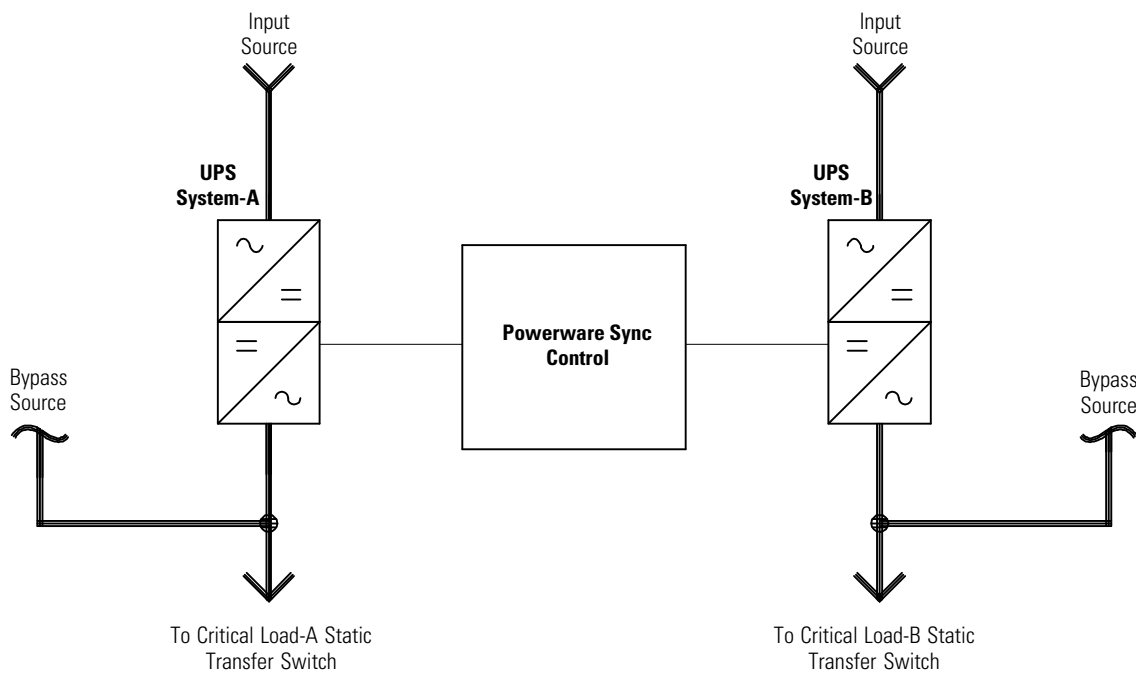 Input
Source
Input
Source
UPS
System-A
UPS
System-B
Powerware Sync
Control
Bypass
Source
Bypass
Source
To Critical Load-A Static
Transfer Switch
To Critical Load-B Static
Transfer Switch